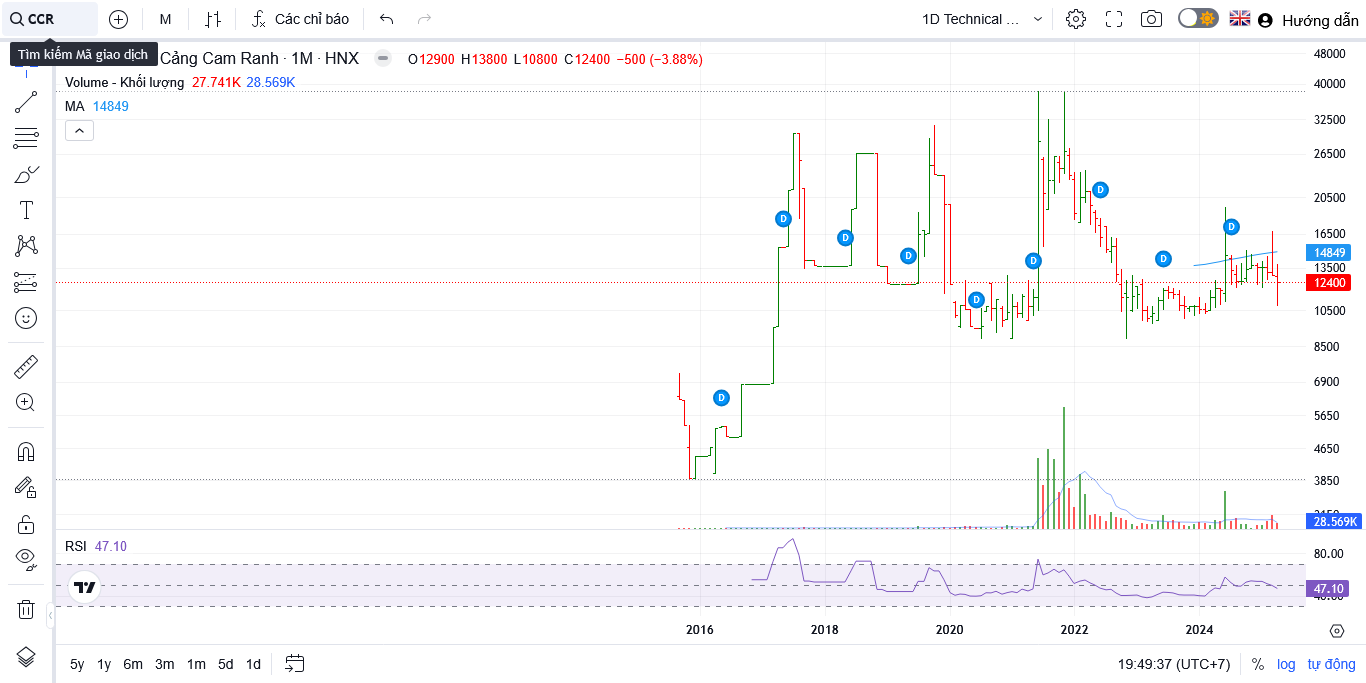 CCR M Các chỉ báo 1D Technical ... Hướng dẫn
Tìm kiếm Mã giao dịch Cảng Cam Ranh · 1M · HNX O12900 H13800 L10800 C12400 −500 (−3.88%)
Volume - Khối lượng 27.741K 28.569K
MA 14849
48000
40000
32500
26500
20500
16500
14849
13500
12400
10500
8500
6900
5650
4650
3850
28.569K
D
D
D
D
D
D
D
D
D
RSI 47.10
80.00
47.10
40.00
2016 2018 2020 2022 2024
5y 1y 6m 3m 1m 5d 1d 19:49:37 (UTC+7) % log tự động